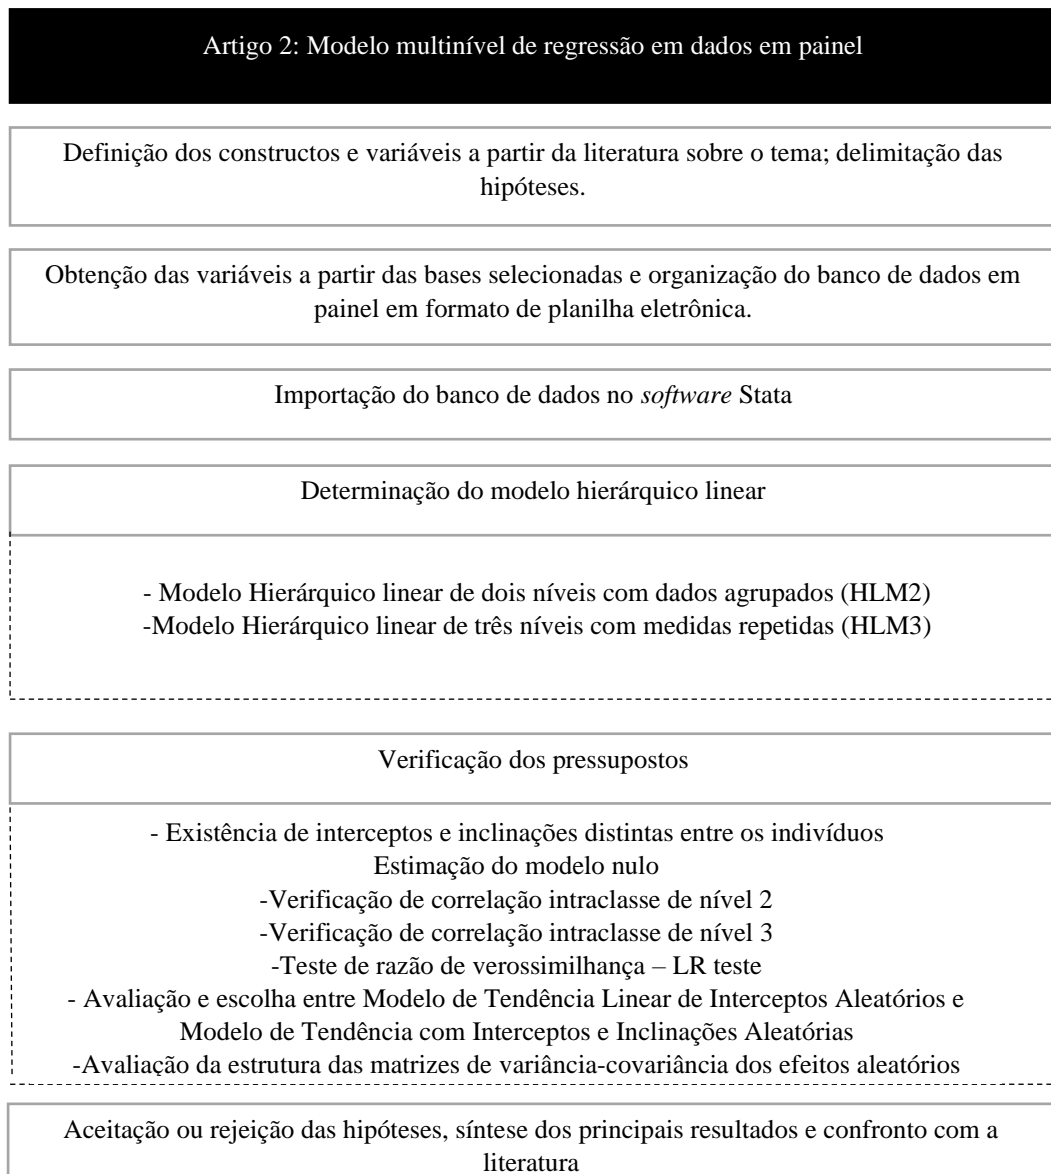 Artigo 2: Modelo multinível de regressão em dados em painel
Definição dos constructos e variáveis a partir da literatura sobre o tema; delimitação das
hipóteses.
Obtenção das variáveis a partir das bases selecionadas e organização do banco de dados em
painel em formato de planilha eletrônica.
Importação do banco de dados no software Stata
Determinação do modelo hierárquico linear
- Modelo Hierárquico linear de dois níveis com dados agrupados (HLM2)
-Modelo Hierárquico linear de três níveis com medidas repetidas (HLM3)
Verificação dos pressupostos
- Existência de interceptos e inclinações distintas entre os indivíduos
Estimação do modelo nulo
-Verificação de correlação intraclasse de nível 2
-Verificação de correlação intraclasse de nível 3
-Teste de razão de verossimilhança – LR teste
- Avaliação e escolha entre Modelo de Tendência Linear de Interceptos Aleatórios e
Modelo de Tendência com Interceptos e Inclinações Aleatórias
-Avaliação da estrutura das matrizes de variância-covariância dos efeitos aleatórios
Aceitação ou rejeição das hipóteses, síntese dos principais resultados e confronto com a
literatura